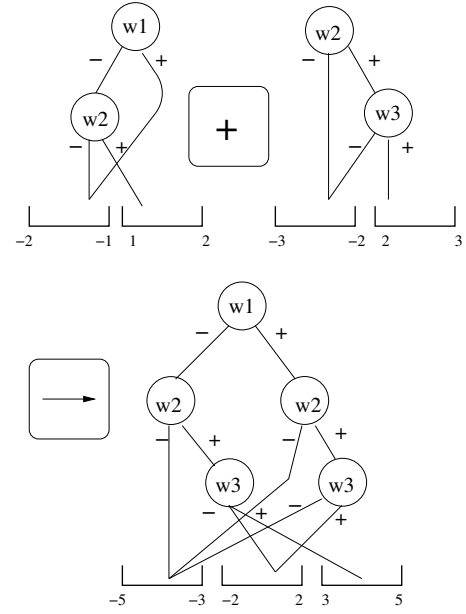 w1
w2
− +
− +
w2
w3
w2
− +
− +
+
−2 −1 1 2
−3 −2 2 3
w1
− +
w2 w2
− + − +
w3 w3
− + − +
−5 −3 −2 2 3 5